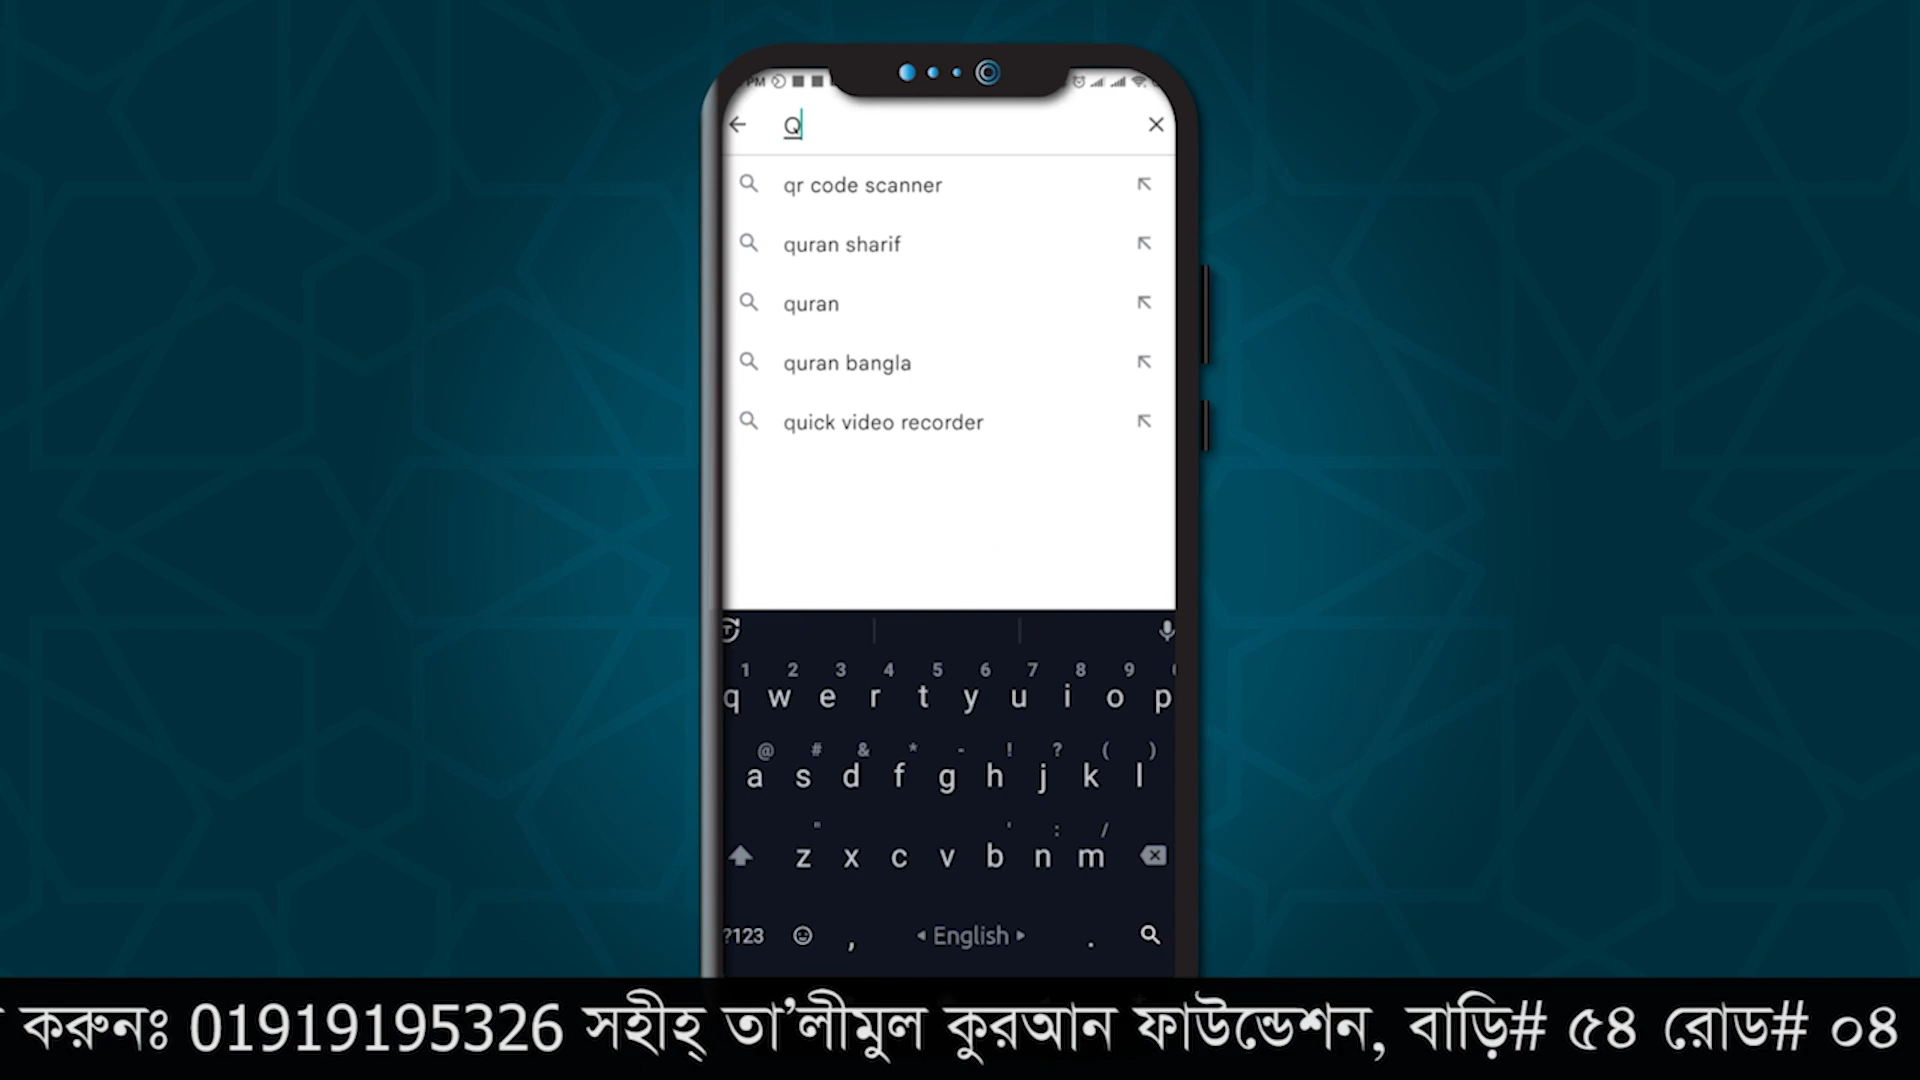 PM
Q
qr code scanner
quran sharif
quran
quran bangla
quick video recorder
1 2 3 4 5 6 7 8 9
q w e r t y u i o p
@ # & * - ! ? ( )
a s d f g h j k l
" ' : /
z x c v b n m
?123 , English .
করুনঃ 01919195326 সহীহ্ তা’লীমুল কুরআন ফাউন্ডেশন, বাড়ি# ৫৪ রোড# ০৪